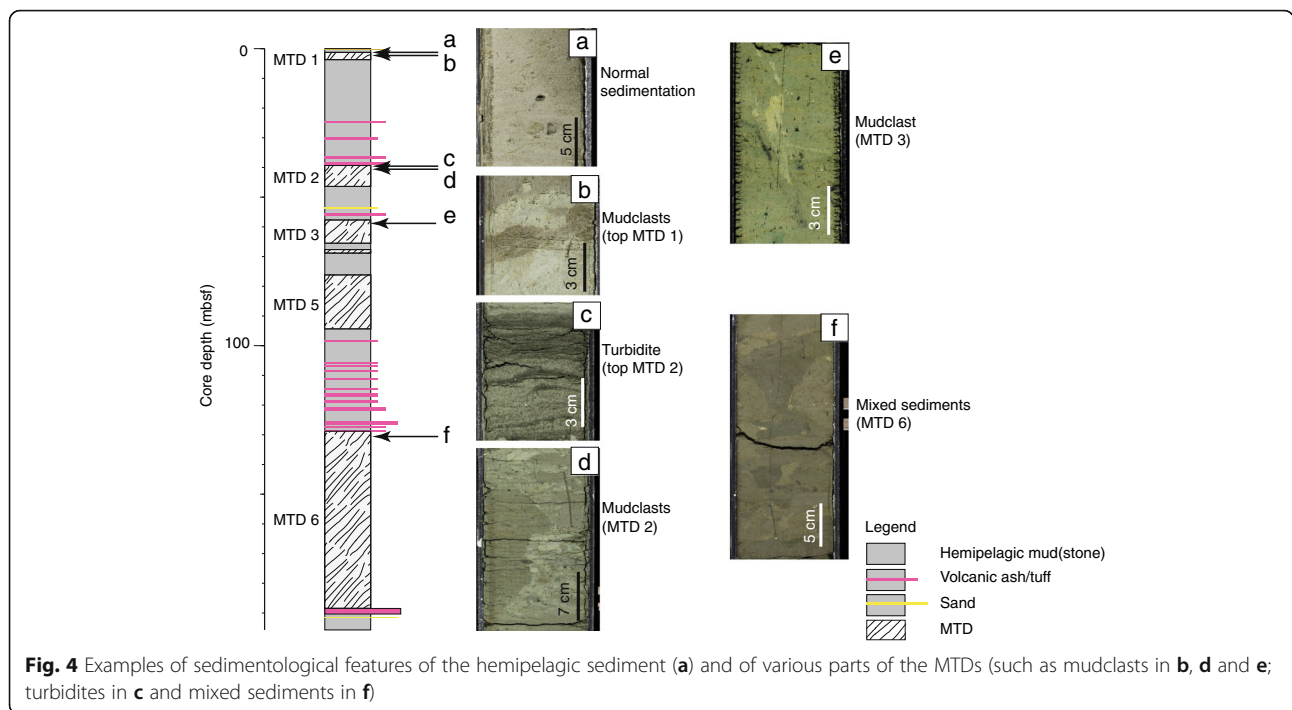 0
MTD 1
a
b
MTD 2
c
d
MTD 3
e
MTD 5
Core depth (mbsf)
100
f
MTD 6
a
Normal
sedimentation
5 cm
b
Mudclasts
(top MTD 1)
3 cm
c
Turbidite
(top MTD 2)
3 cm
d
Mudclasts
(MTD 2)
7 cm
e
Mudclast
(MTD 3)
3 cm
f
Mixed sediments
(MTD 6)
5 cm
Legend
Hemipelagic mud(stone)
Volcanic ash/tuff
Sand
MTD
Fig. 4 Examples of sedimentological features of the hemipelagic sediment (a) and of various parts of the MTDs (such as mudclasts in b, d and e;
turbidites in c and mixed sediments in f)